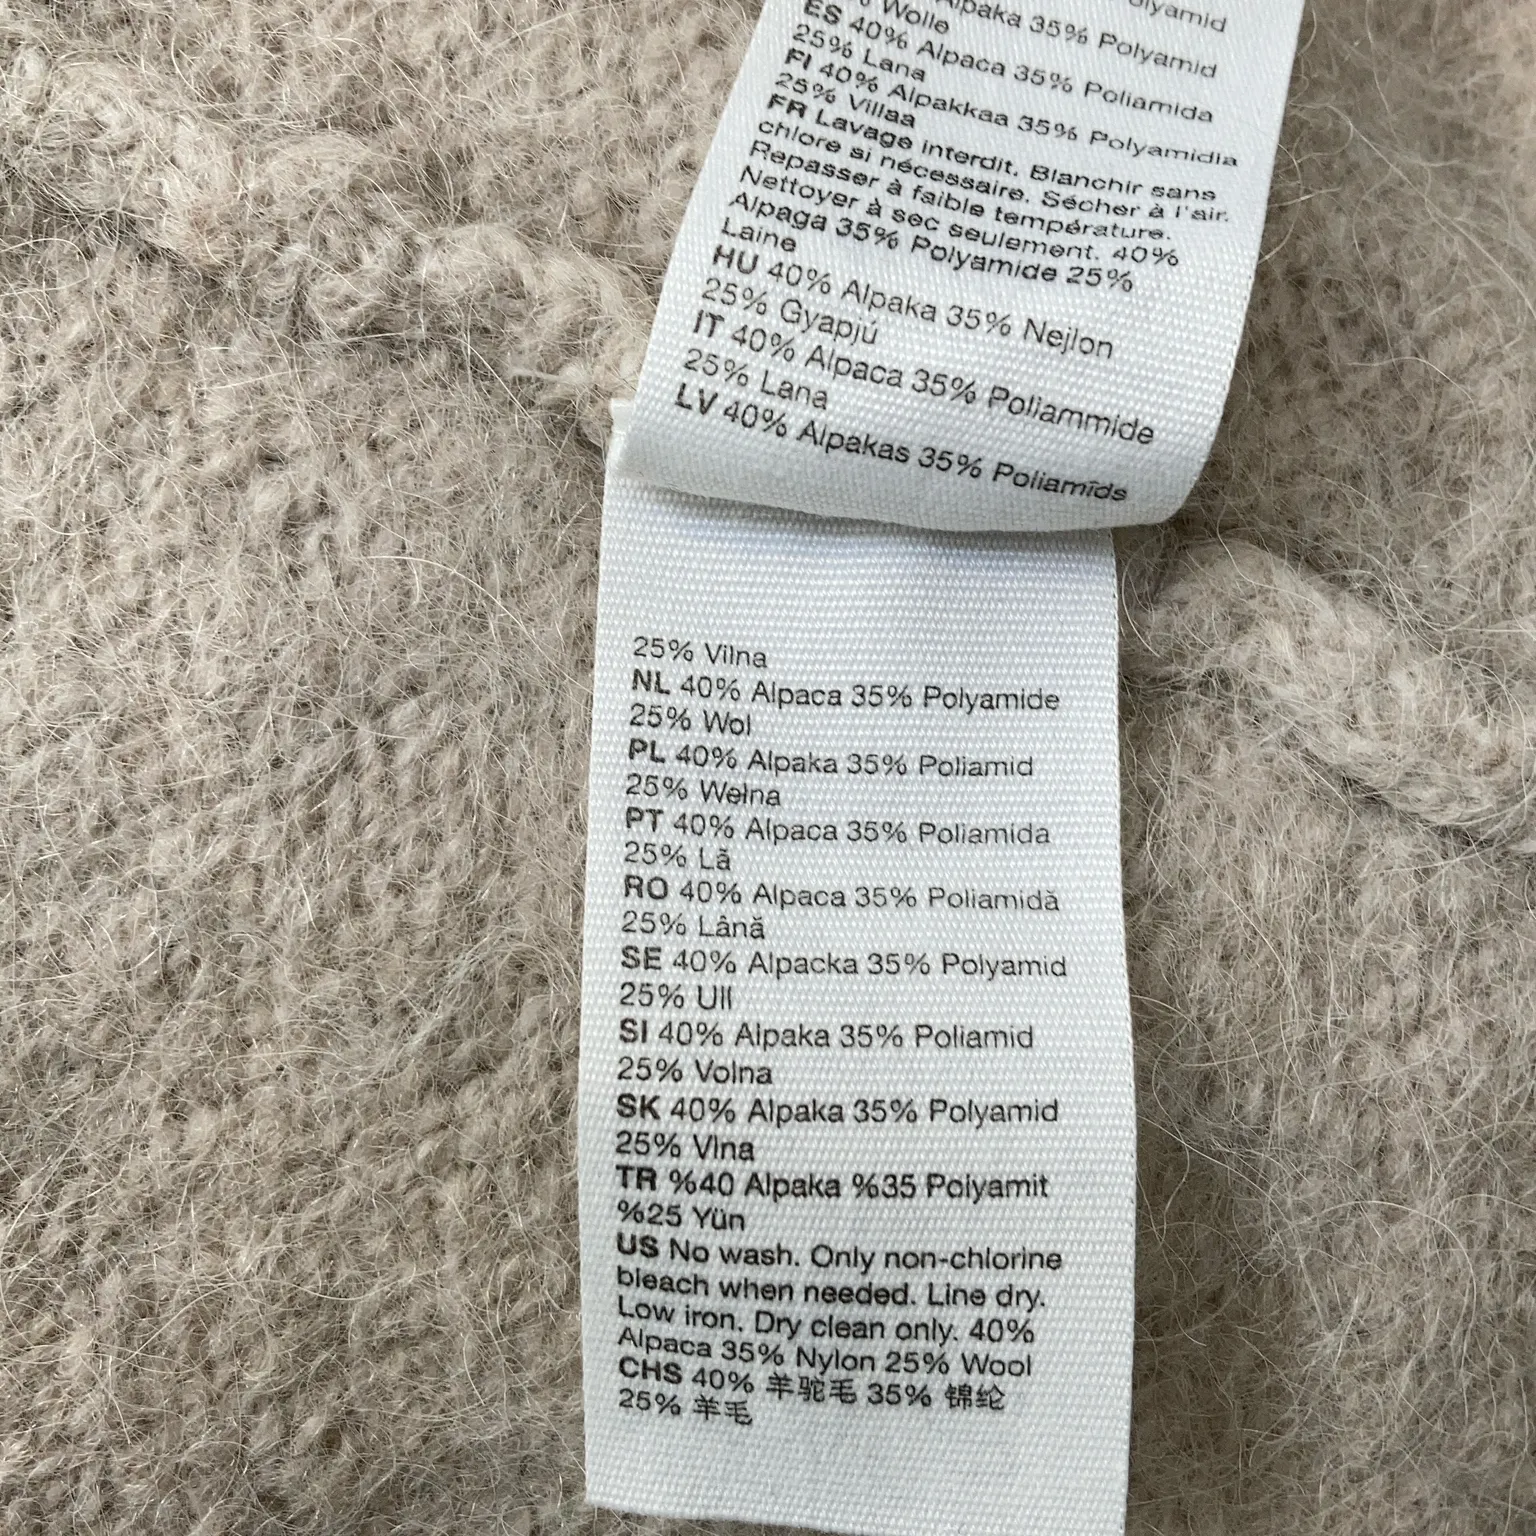 Polyamid
Wolle
Alpaka 35% Polyamid
ES 40% Alpaca 35% Poliamida
25% Lana
FI 40% Alpakkaa 35% Polyamidia
25% Villaa
FR Lavage interdit. Blanchir sans
chlore si nécessaire. Sécher à l'air.
Repasser à faible température.
Nettoyer à sec seulement. 40%
Alpaga 35% Polyamide 25%
Laine
HU 40% Alpaka 35% Nejlon
25% Gyapjú
IT 40% Alpaca 35% Poliammide
25% Lana
LV 40% Alpakas 35% Poliamīds
25% Vilna
NL 40% Alpaca 35% Polyamide
25% Wol
PL 40% Alpaka 35% Poliamid
25% Wełna
PT 40% Alpaca 35% Poliamida
25% Lã
RO 40% Alpaca 35% Poliamidă
25% Lână
SE 40% Alpacka 35% Polyamid
25% Ull
SI 40% Alpaka 35% Poliamid
25% Volna
SK 40% Alpaka 35% Polyamid
25% Vlna
TR %40 Alpaka %35 Polyamit
%25 Yün
US No wash. Only non-chlorine
bleach when needed. Line dry.
Low iron. Dry clean only. 40%
Alpaca 35% Nylon 25% Wool
CHS 40% 羊驼毛 35% 锦纶
25% 羊毛